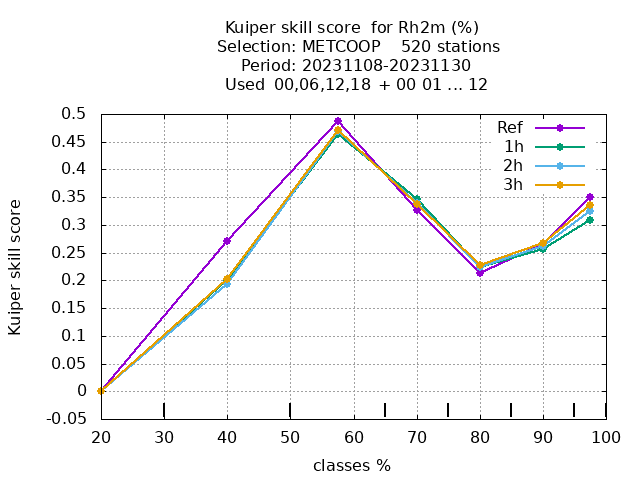 Kuiper skill score  for Rh2m (%)
Selection: METCOOP    520 stations
Period: 20231108-20231130
Used  00,06,12,18  + 00 01 ... 12
Ref
1h
2h
3h
0.5
0.45
0.4
0.35
0.3
0.25
0.2
0.15
0.1
0.05
0
-0.05
Kuiper skill score
20 30 40 50 60 70 80 90 100
classes %